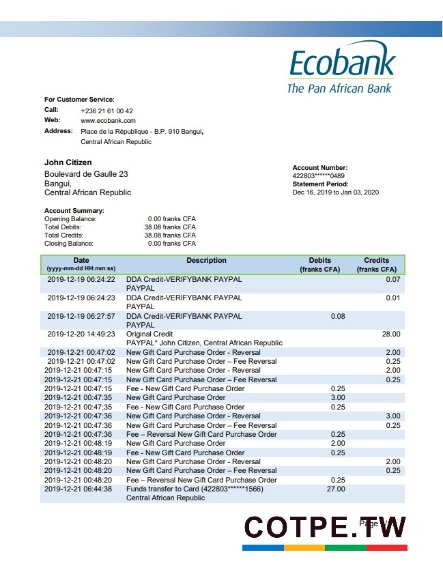 Ecobank
The Pan African Bank
For Customer Service:
Call: +236 21 61 00 42
Web: www.ecobank.com
Address: Place de la République - B.P. 910 Bangui,
Central African Republic
John Citizen
Boulevard de Gaulle 23
Bangui,
Central African Republic
Account Number:
422803******0489
Statement Period:
Dec 16, 2019 to Jan 03, 2020
Account Summary:
Opening Balance: 0.00 franks CFA
Total Debits: 38.08 franks CFA
Total Credits: 38.08 franks CFA
Closing Balance: 0.00 franks CFA
Date Description Debits Credits
(yyyy-mm-dd HH:mm:ss) (franks CFA) (franks CFA)
2019-12-19 06:24:22 DDA Credit-VERIFYBANK PAYPAL 0.07
PAYPAL
2019-12-19 06:24:23 DDA Credit-VERIFYBANK PAYPAL 0.01
PAYPAL
2019-12-19 06:27:57 DDA Credit-VERIFYBANK PAYPAL 0.08
PAYPAL
2019-12-20 14:49:23 Original Credit 28.00
PAYPAL* John Citizen, Central African Republic
2019-12-21 00:47:02 New Gift Card Purchase Order - Reversal 2.00
2019-12-21 00:47:02 New Gift Card Purchase Order – Fee Reversal 0.25
2019-12-21 00:47:15 New Gift Card Purchase Order - Reversal 2.00
2019-12-21 00:47:15 New Gift Card Purchase Order – Fee Reversal 0.25
2019-12-21 00:47:15 Fee - New Gift Card Purchase Order 0.25
2019-12-21 00:47:35 New Gift Card Purchase Order 3.00
2019-12-21 00:47:35 Fee - New Gift Card Purchase Order 0.25
2019-12-21 00:47:36 New Gift Card Purchase Order - Reversal 3.00
2019-12-21 00:47:36 New Gift Card Purchase Order – Fee Reversal 0.25
2019-12-21 00:47:36 Fee – Reversal New Gift Card Purchase Order 0.25
2019-12-21 00:48:19 New Gift Card Purchase Order 2.00
2019-12-21 00:48:19 Fee - New Gift Card Purchase Order 0.25
2019-12-21 00:48:20 New Gift Card Purchase Order - Reversal 2.00
2019-12-21 00:48:20 New Gift Card Purchase Order – Fee Reversal 0.25
2019-12-21 00:48:20 Fee – Reversal New Gift Card Purchase Order 0.25
2019-12-21 06:44:38 Funds transfer to Card (422803******1566) 27.00
Central African Republic
COTPE.TW